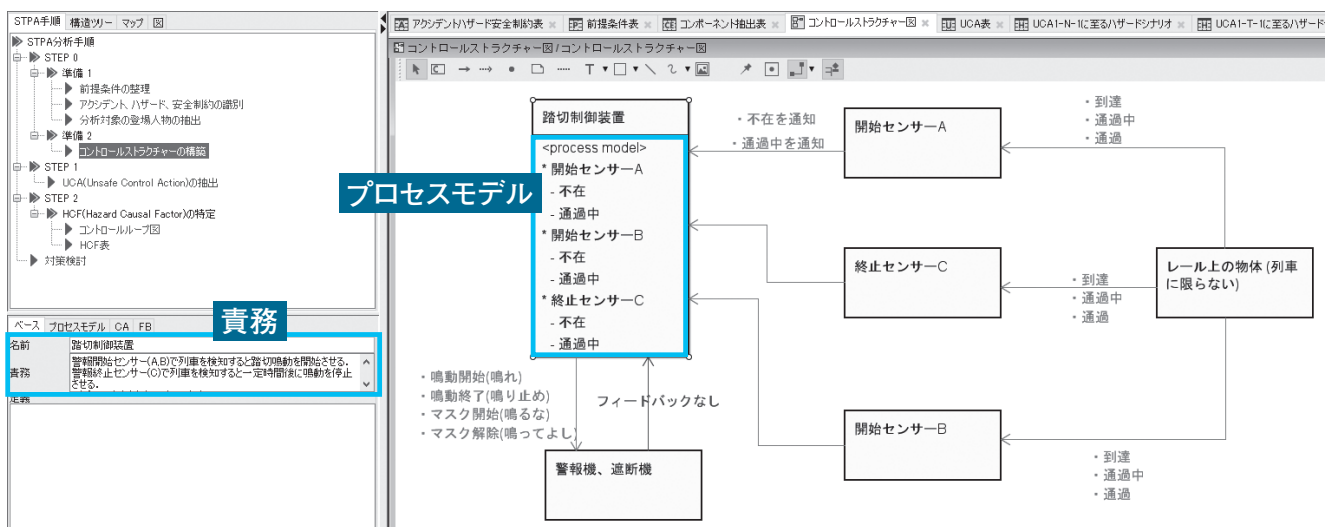 STPA手順 構造ツリー マップ 図
STPA分析手順
STEP 0
準備 1
前提条件の整理
アクシデント、ハザード、安全制約の識別
分析対象の登場人物の抽出
準備 2
コントロールストラクチャーの構築
STEP 1
UCA(Unsafe Control Action)の抽出
STEP 2
HCF(Hazard Causal Factor)の特定
コントロールループ図
HCF表
対策検討
責務
ベース プロセスモデル CA FB
名前 踏切制御装置
責務 警報開始センサー(A,B)で列車を検知すると踏切鳴動を開始させる。
警報終止センサー(C)で列車を検知すると一定時間後に鳴動を停止
させる。
定義
アクシデントハザード安全制約表 前提条件表 コンポーネント抽出表 コントロールストラクチャー図 UCA表 UCA1-N-1に至るハザードシナリオ UCA1-T-1に至るハザード
コントロールストラクチャー図/コントロールストラクチャー図
プロセスモデル
踏切制御装置
<process model>
* 開始センサーA
- 不在
- 通過中
* 開始センサーB
- 不在
- 通過中
* 終止センサーC
- 不在
- 通過中
・不在を通知
・通過中を通知
開始センサーA
・到達
・通過中
・通過
終止センサーC
・到達
・通過中
・通過
レール上の物体 (列車
に限らない)
・鳴動開始(鳴れ)
・鳴動終了(鳴り止め)
・マスク開始(鳴るな)
・マスク解除(鳴ってよし)
フィードバックなし
開始センサーB
・到達
・通過中
・通過
警報機、遮断機